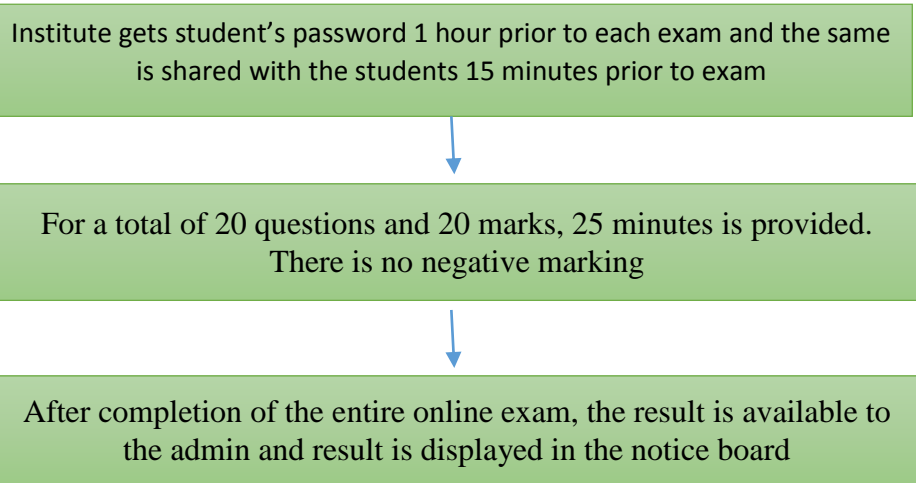 Institute gets student’s password 1 hour prior to each exam and the same
is shared with the students 15 minutes prior to exam
For a total of 20 questions and 20 marks, 25 minutes is provided.
There is no negative marking
After completion of the entire online exam, the result is available to
the admin and result is displayed in the notice board